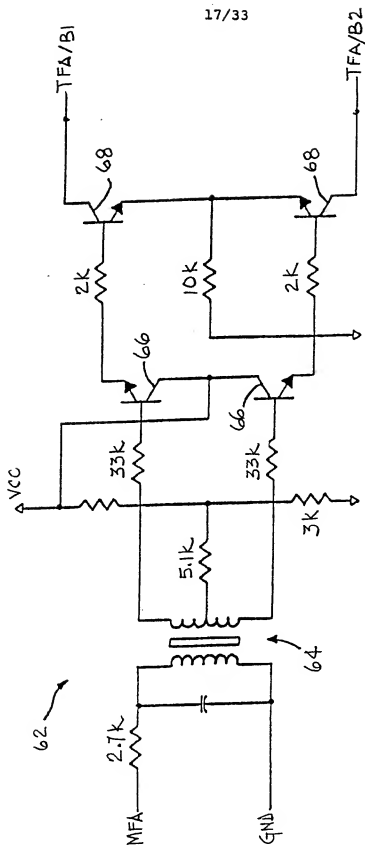 17/33
62
MFA
2.7K
GND
64
5.1K
VCC
3K
33K
33K
66
66
2K
10K
2K
68
68
TFA/B1
TFA/B2